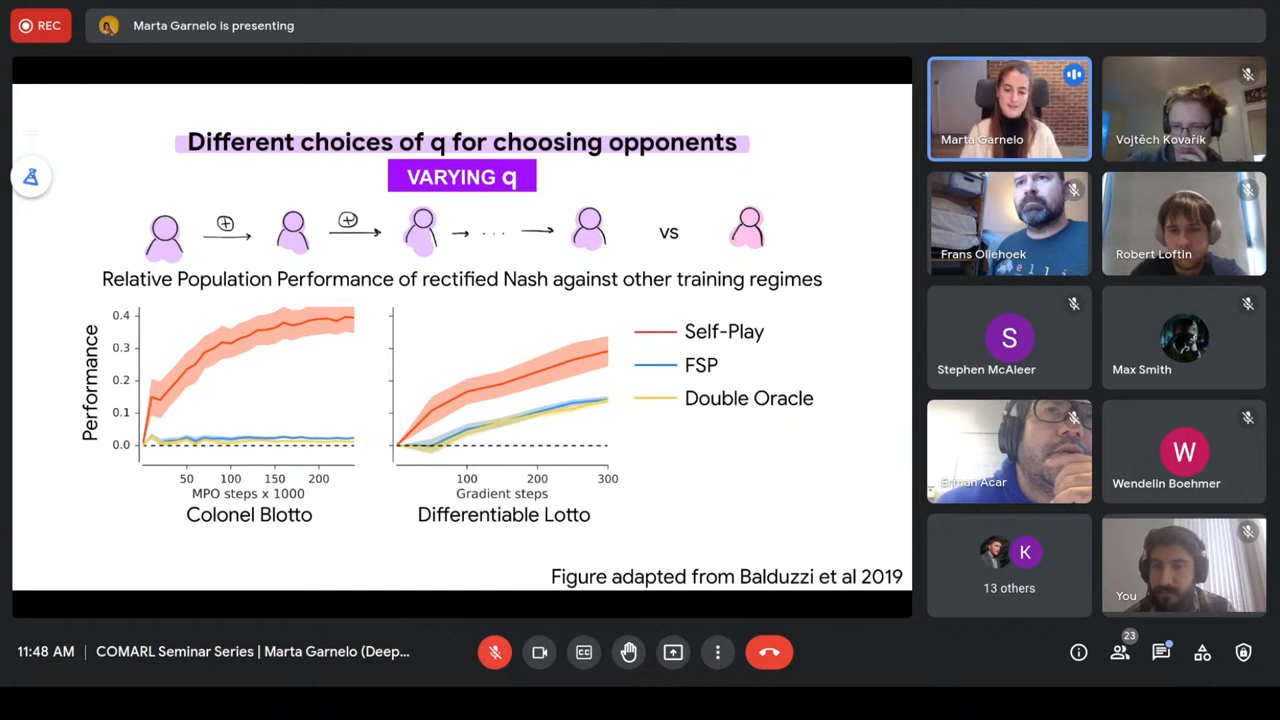 REC
Marta Garnelo is presenting
Different choices of q for choosing opponents
VARYING q
vs
Relative Population Performance of rectified Nash against other training regimes
Performance
0.4
0.3
0.2
0.1
0.0
50 100 150 200
MPO steps x 1000
Colonel Blotto
100 200 300
Gradient steps
Differentiable Lotto
Self-Play
FSP
Double Oracle
Figure adapted from Balduzzi et al 2019
Marta Garnelo
Vojtěch Kovařík
Frans Oliehoek
Robert Loftin
S
Stephen McAleer
Max Smith
Erman Acar
W
Wendelin Boehmer
K
13 others
You
11:48 AM
COMARL Seminar Series | Marta Garnelo (Deep...
23